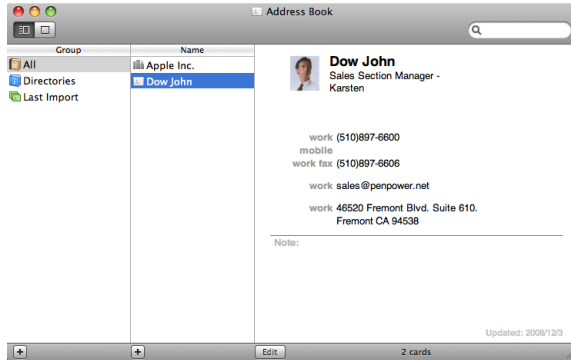 Address Book
Group
Name
All
Directories
Last Import
Apple Inc.
Dow John
Dow John
Sales Section Manager -
Karsten
work (510)897-6600
mobile
work fax (510)897-6606
work sales@penpower.net
work 46520 Fremont Blvd. Suite 610.
Fremont CA 94538
Note:
Updated: 2008/12/3
Edit
2 cards